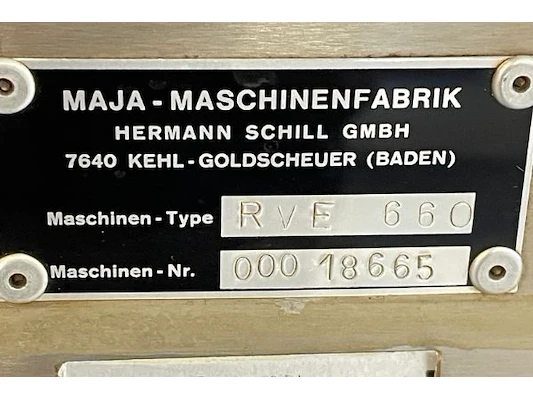 MAJA - MASCHINENFABRIK
HERMANN SCHILL GMBH
7640 KEHL - GOLDSCHEUER (BADEN)
Maschinen - Type RVE 660
Maschinen - Nr. 000 18665